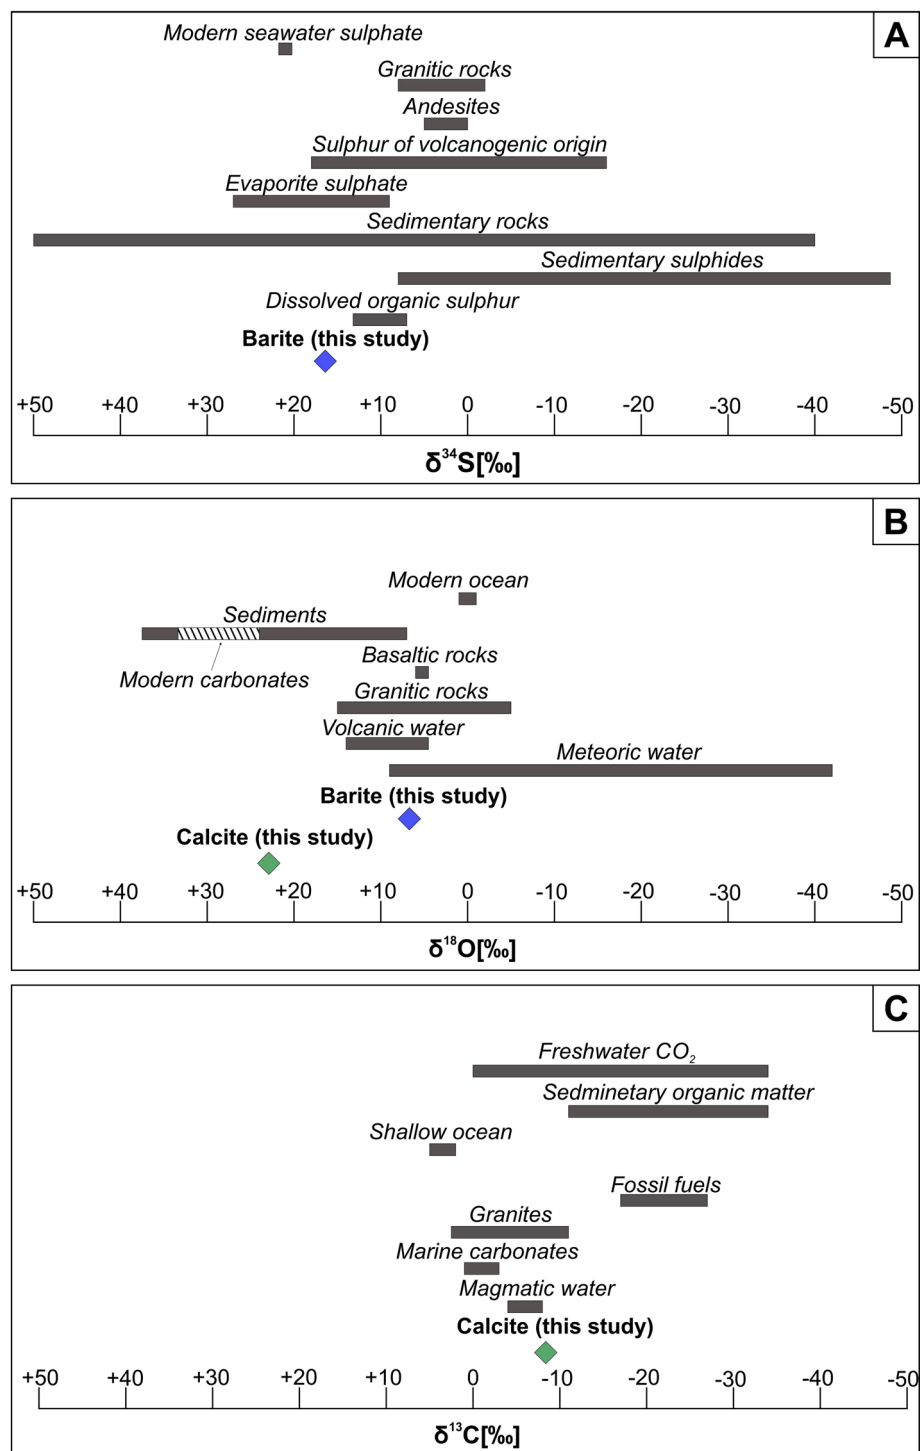 A
Modern seawater sulphate
Granitic rocks
Andesites
Sulphur of volcanogenic origin
Evaporite sulphate
Sedimentary rocks
Sedimentary sulphides
Dissolved organic sulphur
Barite (this study)
+50 +40 +30 +20 +10 0 -10 -20 -30 -40 -50
δ³⁴S[‰]
B
Modern ocean
Sediments
Basaltic rocks
Modern carbonates
Granitic rocks
Volcanic water
Meteoric water
Barite (this study)
Calcite (this study)
+50 +40 +30 +20 +10 0 -10 -20 -30 -40 -50
δ¹⁸O[‰]
C
Freshwater CO₂
Sedminetary organic matter
Shallow ocean
Fossil fuels
Granites
Marine carbonates
Magmatic water
Calcite (this study)
+50 +40 +30 +20 +10 0 -10 -20 -30 -40 -50
δ¹³C[‰]